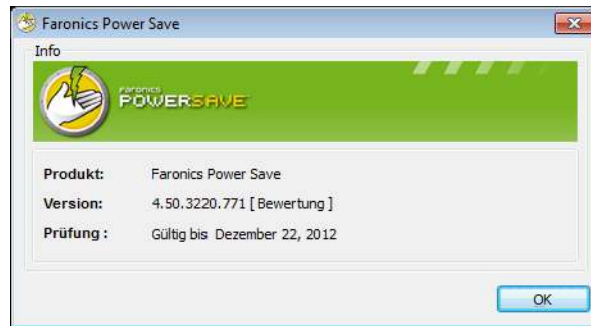 Faronics Power Save
Info
FARONICS
POWERSAVE
Produkt: Faronics Power Save
Version: 4.50.3220.771 [ Bewertung ]
Prüfung : Gültig bis Dezember 22, 2012
OK